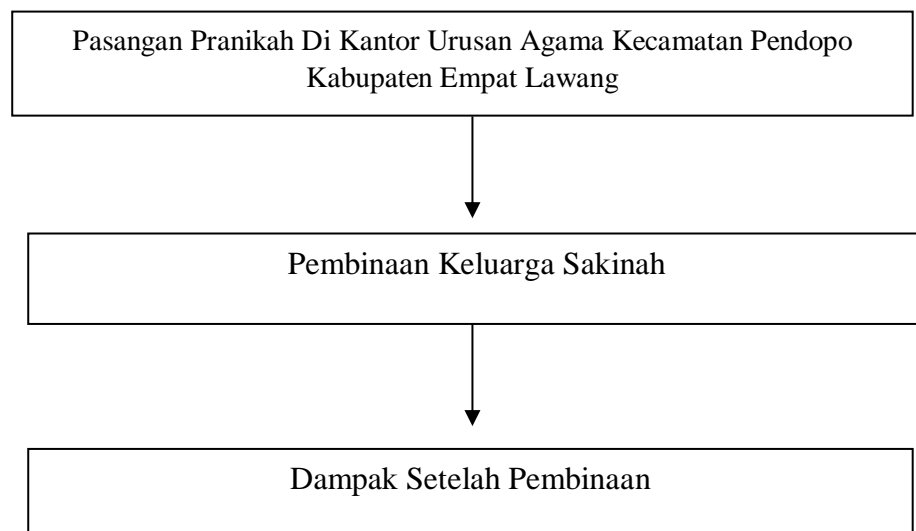 Pasangan Pranikah Di Kantor Urusan Agama Kecamatan Pendopo
Kabupaten Empat Lawang
Pembinaan Keluarga Sakinah
Dampak Setelah Pembinaan